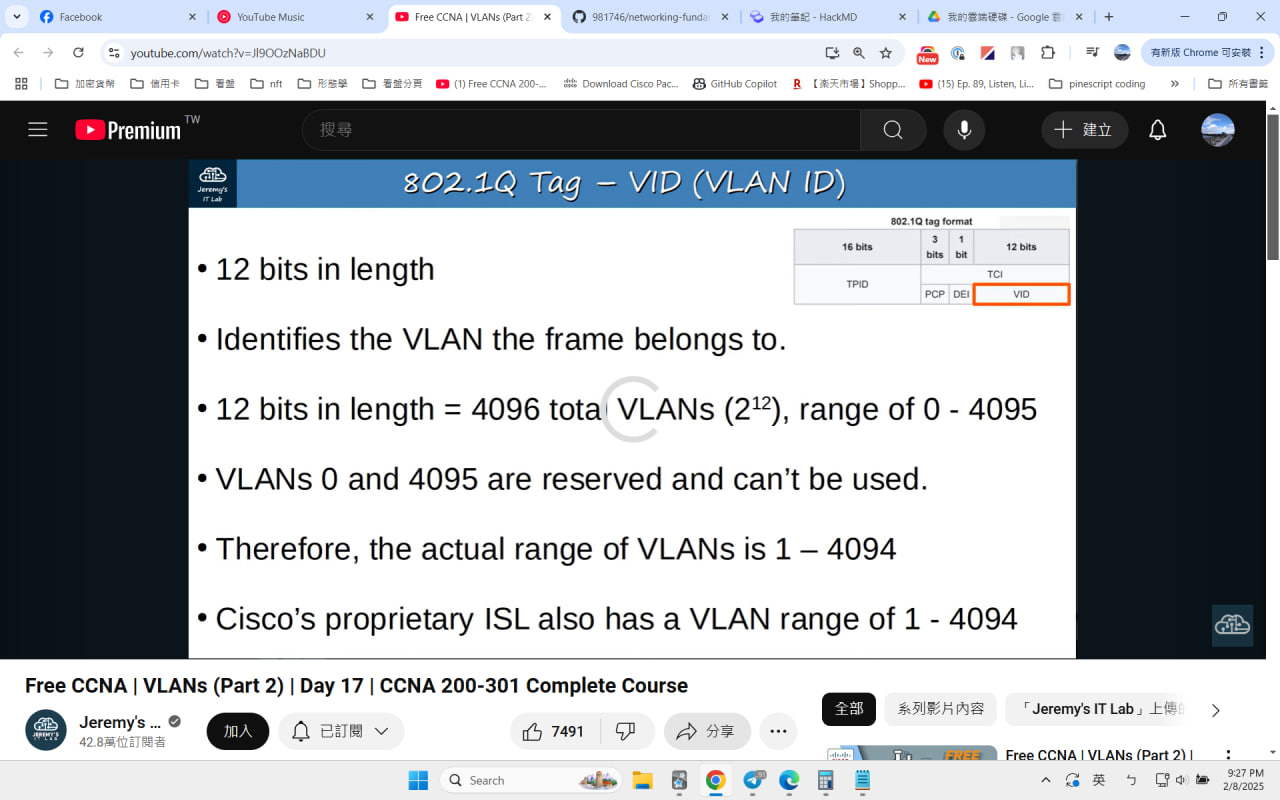 Facebook
YouTube Music
Free CCNA | VLANs (Part 2)
981746/networking-funda
我的筆記 - HackMD
我的雲端硬碟 - Google 雲
youtube.com/watch?v=Jl9OOzNaBDU
New
有新版 Chrome 可安裝
加密貨幣
信用卡
看盤
nft
形態學
看盤分頁
(1) Free CCNA 200-...
Download Cisco Pac...
GitHub Copilot
【楽天市場】Shopp...
(15) Ep. 89, Listen, Li...
pinescript coding
»
所有書籤
Premium TW
搜尋
建立
Jeremy's
IT Lab
802.1Q Tag – VID (VLAN ID)
802.1Q tag format
16 bits
3 bits
1 bit
12 bits
TPID
TCI
PCP
DEI
VID
• 12 bits in length
• Identifies the VLAN the frame belongs to.
• 12 bits in length = 4096 total VLANs (2¹²), range of 0 - 4095
• VLANs 0 and 4095 are reserved and can’t be used.
• Therefore, the actual range of VLANs is 1 – 4094
• Cisco’s proprietary ISL also has a VLAN range of 1 - 4094
Free CCNA | VLANs (Part 2) | Day 17 | CCNA 200-301 Complete Course
Jeremy's ...
42.8萬位訂閱者
加入
已訂閱
7491
分享
全部
系列影片內容
「Jeremy's IT Lab」上傳的
FREE
Free CCNA | VLANs (Part 2) |
Search
英
ㄅ
9:27 PM
2/8/2025